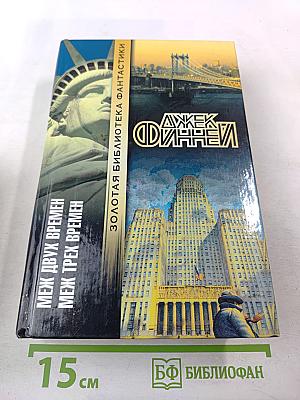 ДЖЕК
ФИННЕЙ
ЗОЛОТАЯ БИБЛИОТЕКА ФАНТАСТИКИ
МЕЖ ДВУХ ВРЕМЕН
МЕЖ ТРЕХ ВРЕМЕН
15 см
БФ БИБЛИОФАН